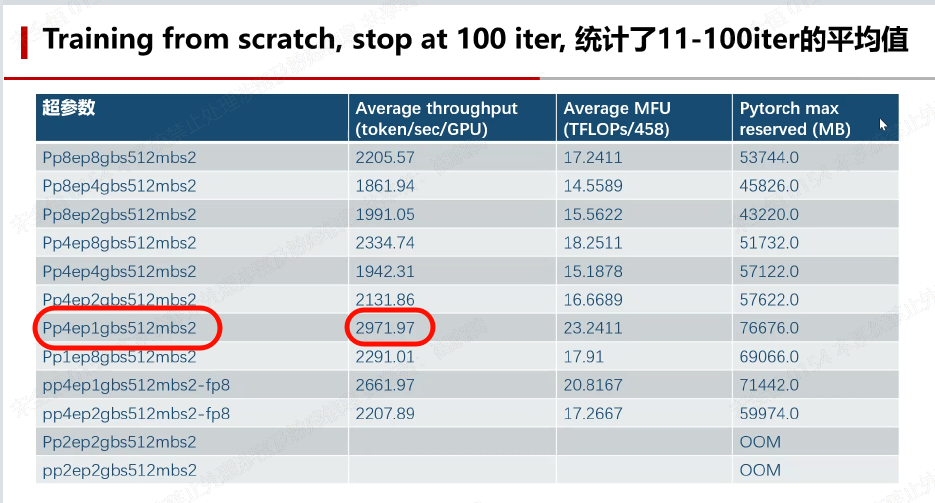 Training from scratch, stop at 100 iter, 统计了11-100iter的平均值
超参数 Average throughput (token/sec/GPU) Average MFU (TFLOPs/458) Pytorch max reserved (MB)
Pp8ep8gbs512mbs2 2205.57 17.2411 53744.0
Pp8ep4gbs512mbs2 1861.94 14.5589 45826.0
Pp8ep2gbs512mbs2 1991.05 15.5622 43220.0
Pp4ep8gbs512mbs2 2334.74 18.2511 51732.0
Pp4ep4gbs512mbs2 1942.31 15.1878 57122.0
Pp4ep2gbs512mbs2 2131.86 16.6689 57622.0
Pp4ep1gbs512mbs2 2971.97 23.2411 76676.0
Pp1ep8gbs512mbs2 2291.01 17.91 69066.0
pp4ep1gbs512mbs2-fp8 2661.97 20.8167 71442.0
pp4ep2gbs512mbs2-fp8 2207.89 17.2667 59974.0
Pp2ep2gbs512mbs2 OOM
pp2ep2gbs512mbs2 OOM